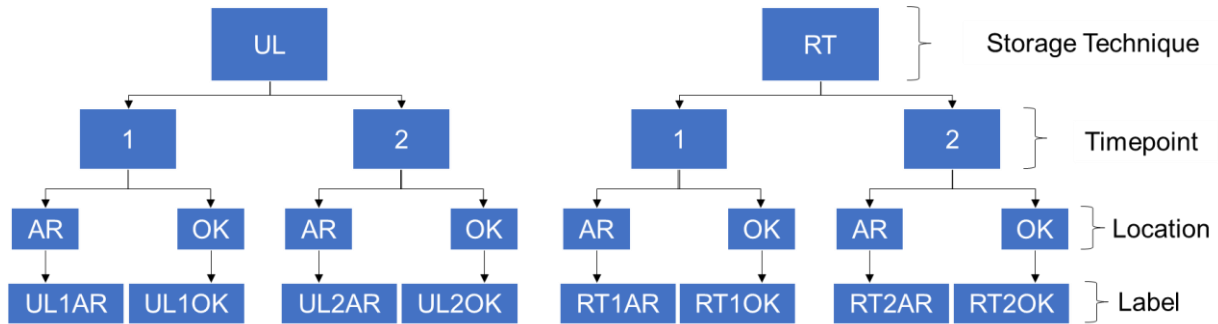 UL RT Storage Technique
1 2 1 2 Timepoint
AR OK AR OK AR OK AR OK Location
UL1AR UL1OK UL2AR UL2OK RT1AR RT1OK RT2AR RT2OK Label